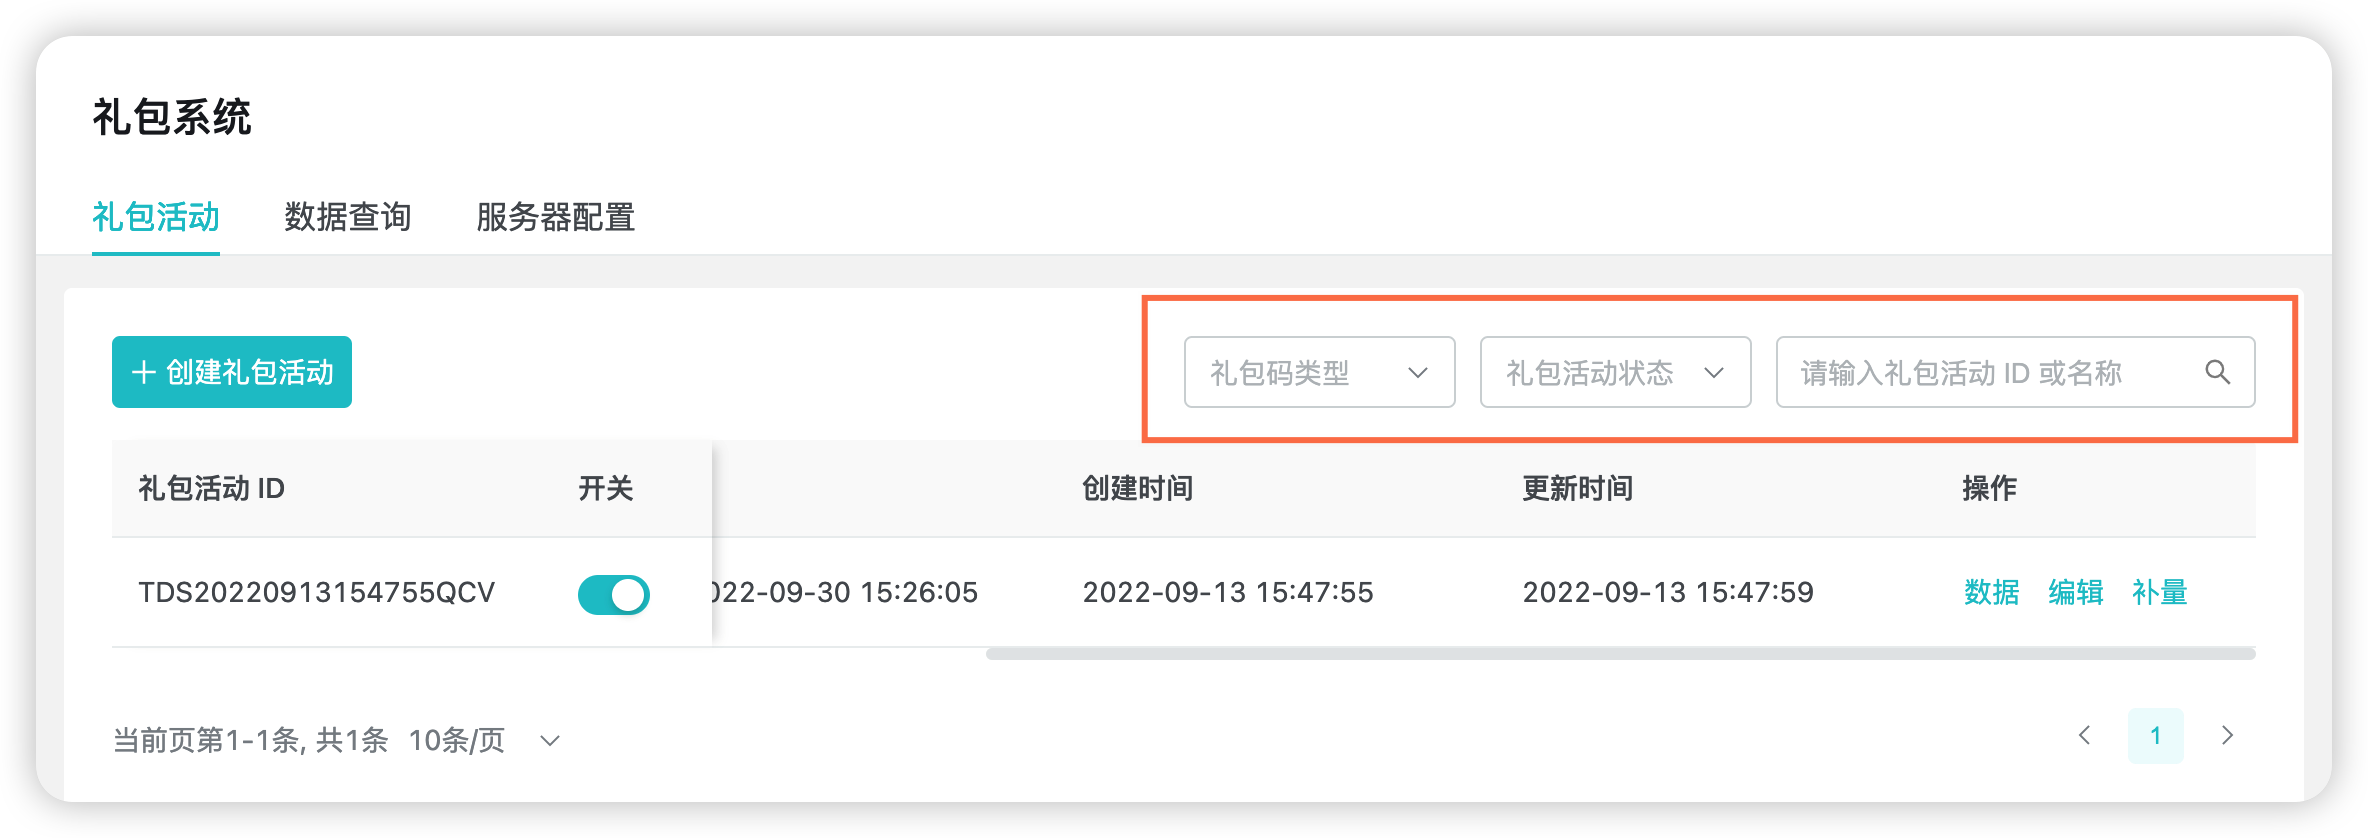 礼包系统
礼包活动 数据查询 服务器配置
+ 创建礼包活动 礼包码类型 礼包活动状态 请输入礼包活动 ID 或名称
礼包活动 ID 开关 创建时间 更新时间 操作
TDS20220913154755QCV 022-09-30 15:26:05 2022-09-13 15:47:55 2022-09-13 15:47:59 数据 编辑 补量
当前页第1-1条, 共1条 10条/页 1